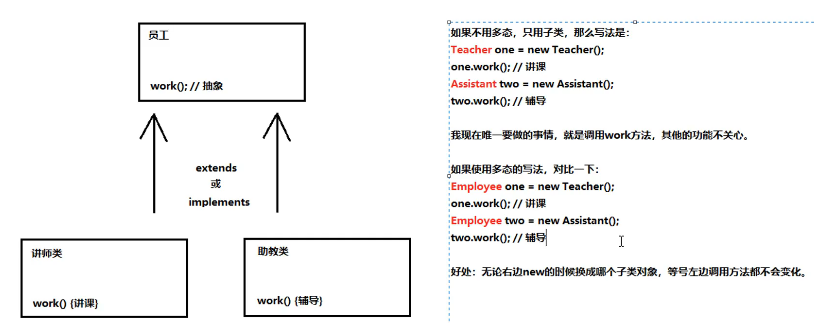 员工
work(); // 抽象
extends
或
implements
讲师类
work() {讲课}
助教类
work() {辅导}
如果不用多态，只用子类，那么写法是：
Teacher one = new Teacher();
one.work(); // 讲课
Assistant two = new Assistant();
two.work(); // 辅导
我现在唯一要做的事情，就是调用work方法，其他的功能不关心。
如果使用多态的写法，对比一下：
Employee one = new Teacher();
one.work(); // 讲课
Employee two = new Assistant();
two.work(); // 辅导
好处：无论右边new的时候换成哪个子类对象，等号左边调用方法都不会变化。